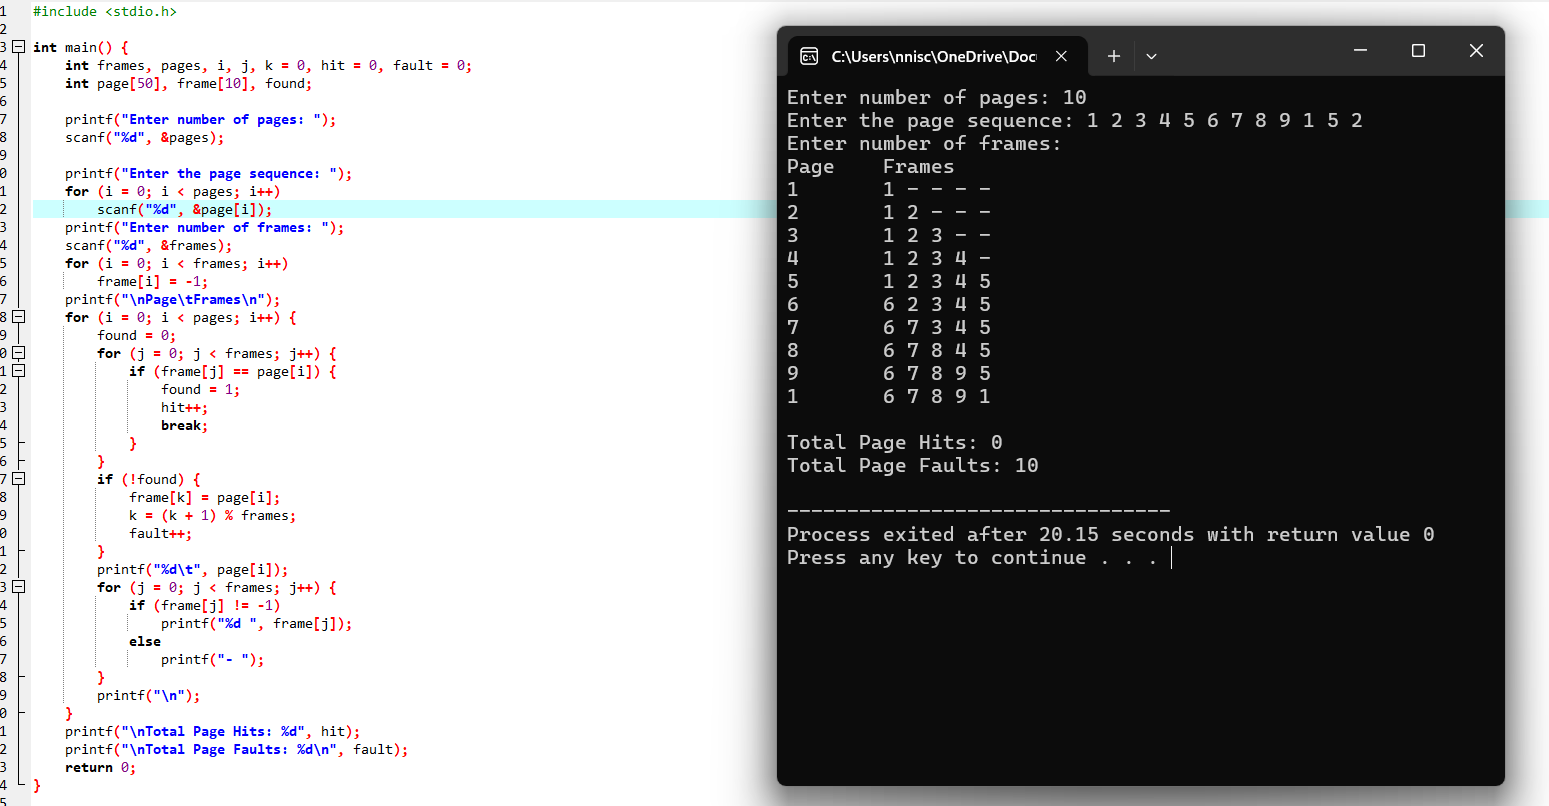 1 #include <stdio.h>
2
3 int main() {
4 int frames, pages, i, j, k = 0, hit = 0, fault = 0;
5 int page[50], frame[10], found;
6
7 printf("Enter number of pages: ");
8 scanf("%d", &pages);
9
0 printf("Enter the page sequence: ");
1 for (i = 0; i < pages; i++)
2 scanf("%d", &page[i]);
3 printf("Enter number of frames: ");
4 scanf("%d", &frames);
5 for (i = 0; i < frames; i++)
6 frame[i] = -1;
7 printf("\nPage\tFrames\n");
8 for (i = 0; i < pages; i++) {
9 found = 0;
0 for (j = 0; j < frames; j++) {
1 if (frame[j] == page[i]) {
2 found = 1;
3 hit++;
4 break;
5 }
6 }
7 if (!found) {
8 frame[k] = page[i];
9 k = (k + 1) % frames;
0 fault++;
1 }
2 printf("%d\t", page[i]);
3 for (j = 0; j < frames; j++) {
4 if (frame[j] != -1)
5 printf("%d ", frame[j]);
6 else
7 printf("- ");
8 }
9 printf("\n");
0 }
1 printf("\nTotal Page Hits: %d", hit);
2 printf("\nTotal Page Faults: %d\n", fault);
3 return 0;
4 }
5
C:\Users\nnisc\OneDrive\Doc
Enter number of pages: 10
Enter the page sequence: 1 2 3 4 5 6 7 8 9 1 5 2
Enter number of frames:
Page Frames
1 1 - - - -
2 1 2 - - -
3 1 2 3 - -
4 1 2 3 4 -
5 1 2 3 4 5
6 6 2 3 4 5
7 6 7 3 4 5
8 6 7 8 4 5
9 6 7 8 9 5
1 6 7 8 9 1
Total Page Hits: 0
Total Page Faults: 10
--------------------------------
Process exited after 20.15 seconds with return value 0
Press any key to continue . . .